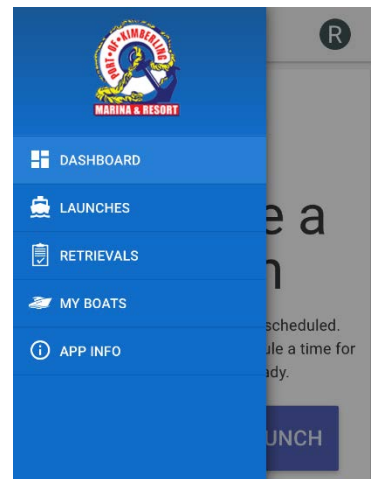 PORT·OF·KIMBERLING
MARINA & RESORT
R
DASHBOARD
LAUNCHES
RETRIEVALS
MY BOATS
APP INFO
e a
n
scheduled.
ule a time for
ady.
UNCH